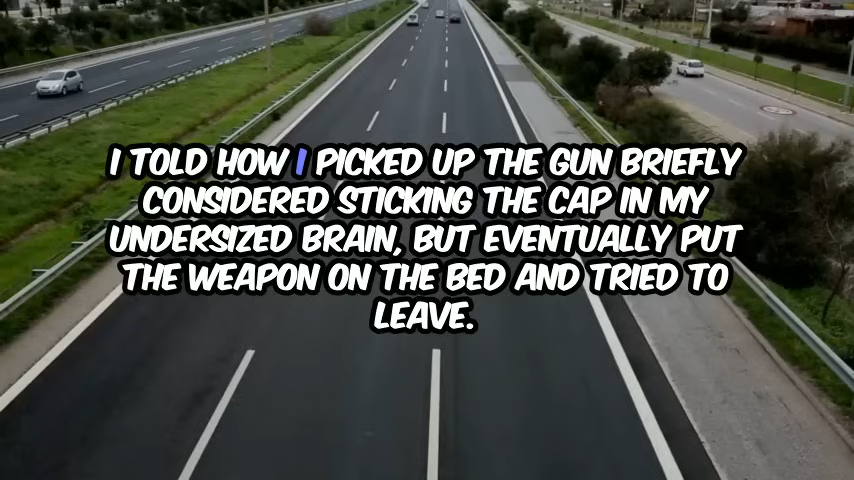 I TOLD HOW I PICKED UP THE GUN BRIEFLY
CONSIDERED STICKING THE CAP IN MY
UNDERSIZED BRAIN, BUT EVENTUALLY PUT
THE WEAPON ON THE BED AND TRIED TO
LEAVE.